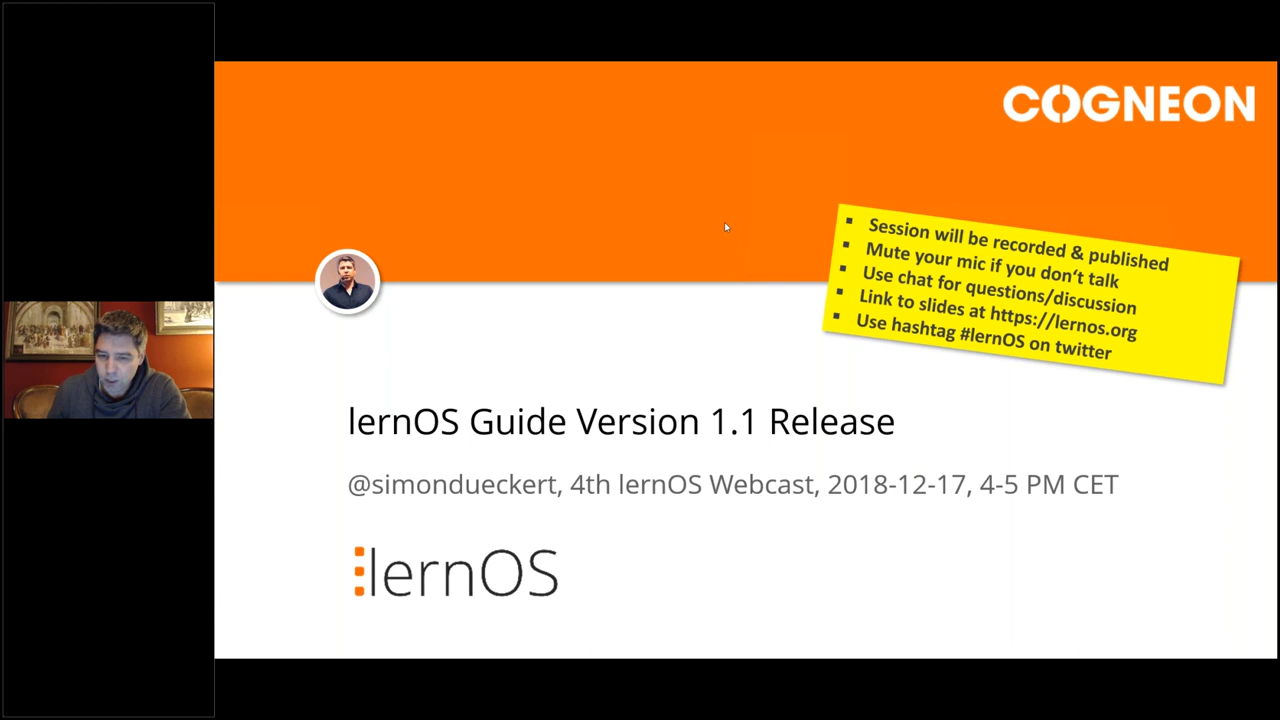 COGNEON
Session will be recorded & published
Mute your mic if you don‘t talk
Use chat for questions/discussion
Link to slides at https://lernos.org
Use hashtag #lernOS on twitter
lernOS Guide Version 1.1 Release
@simondueckert, 4th lernOS Webcast, 2018-12-17, 4-5 PM CET
lernOS